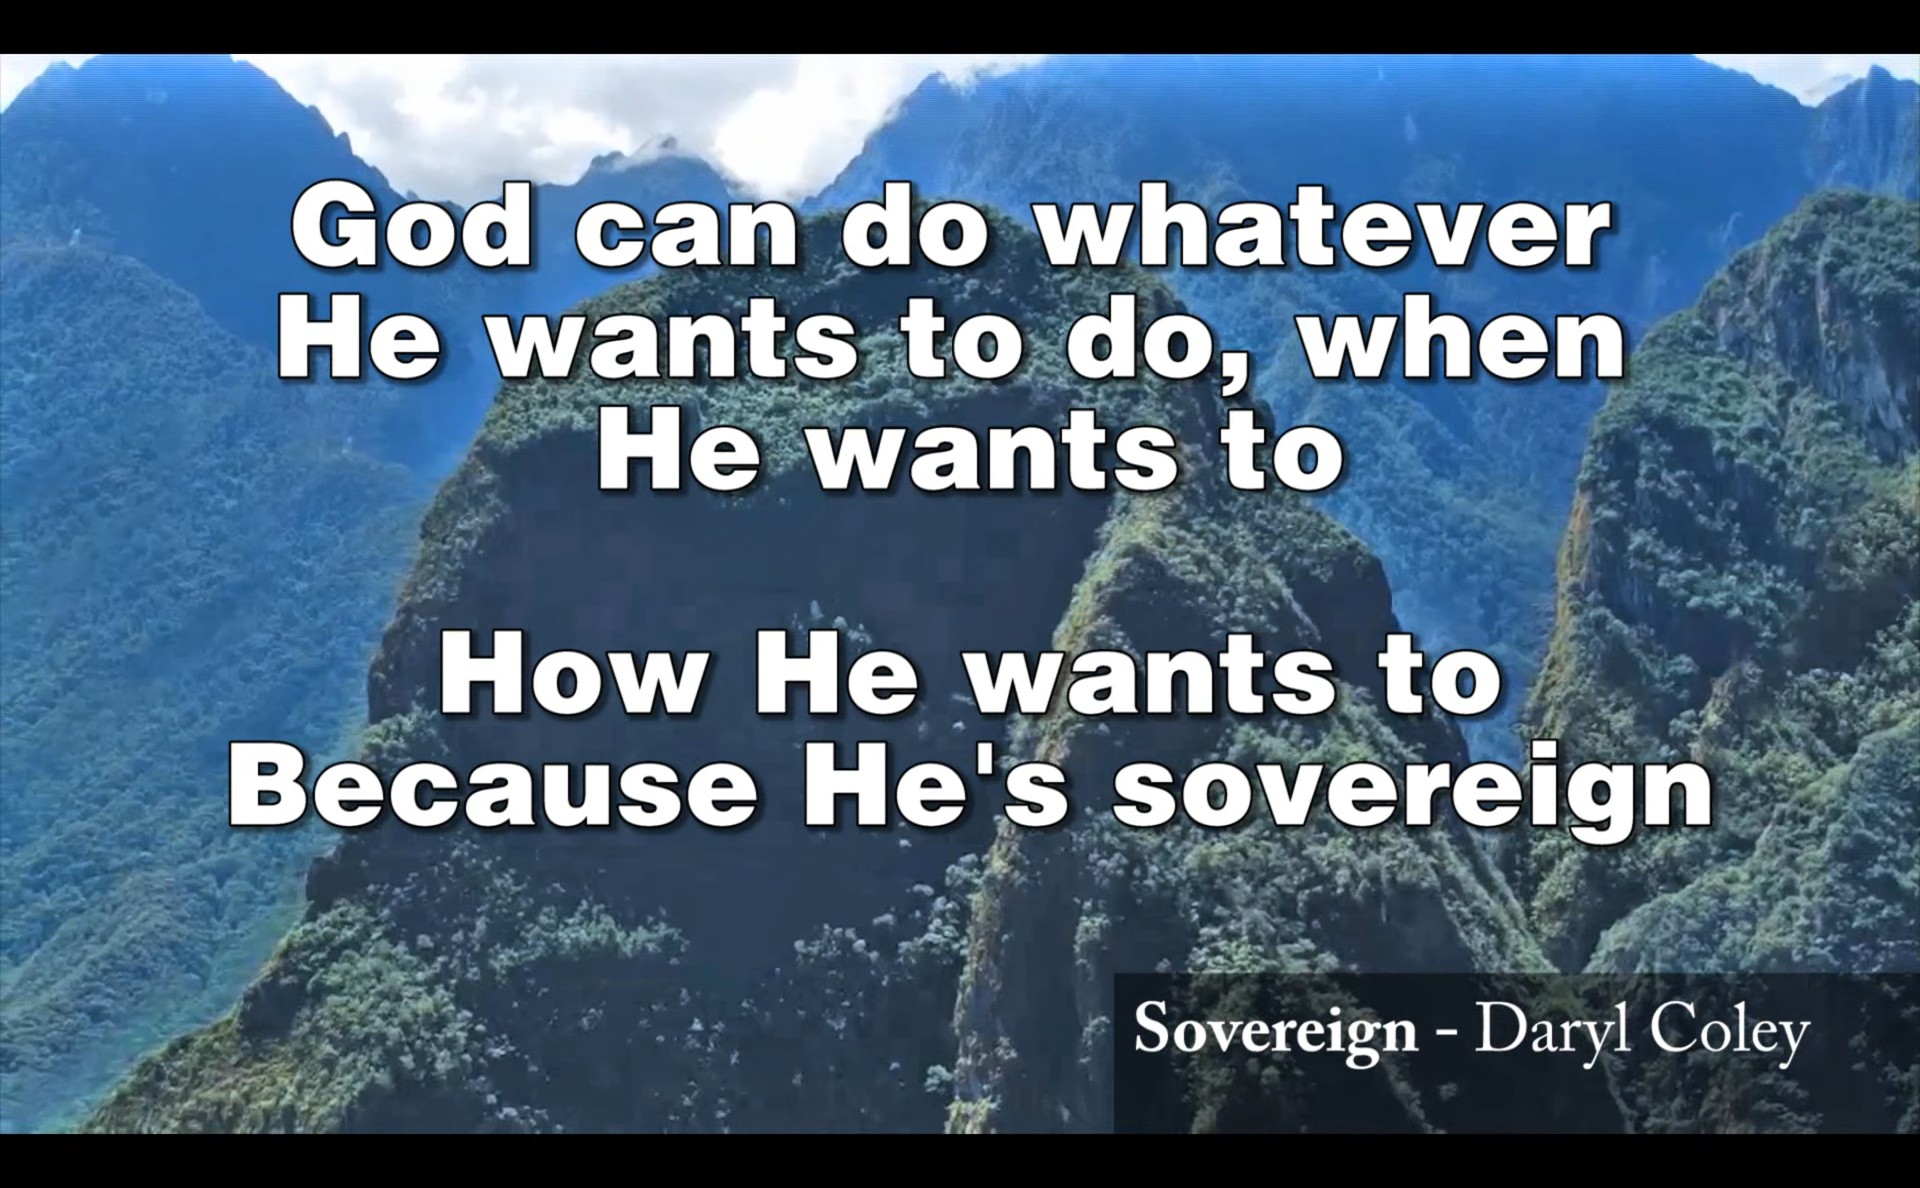 God can do whatever
He wants to do, when
He wants to
How He wants to
Because He's sovereign
Sovereign - Daryl Coley